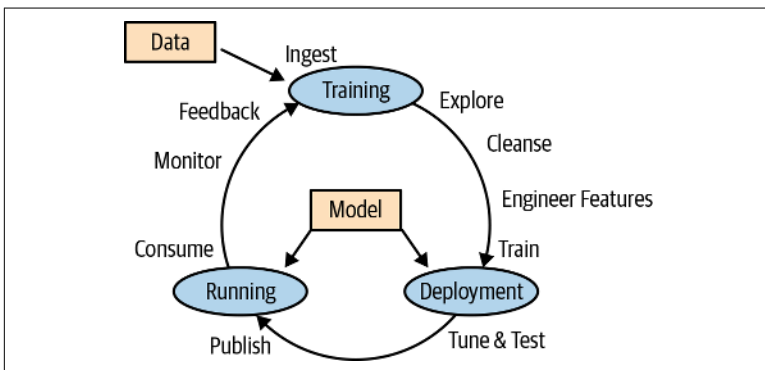 Data
Ingest
Training
Explore
Cleanse
Engineer Features
Train
Deployment
Tune & Test
Publish
Running
Consume
Monitor
Feedback
Model